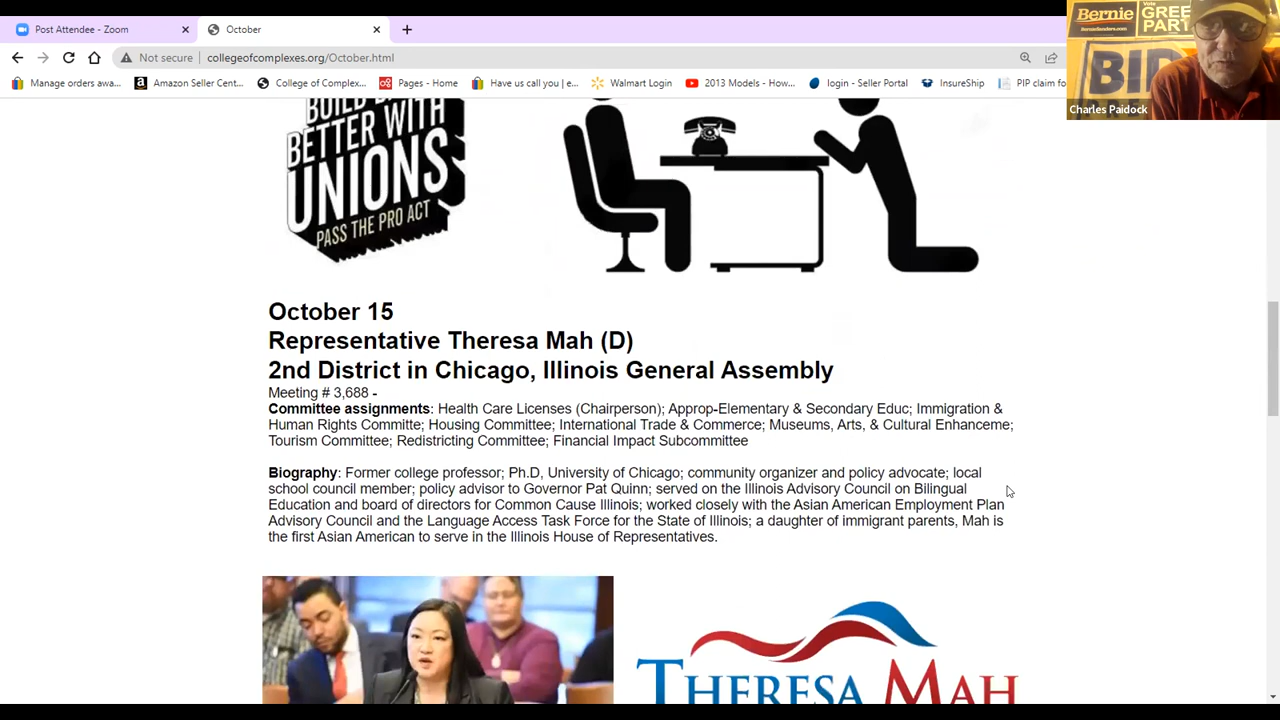 Post Attendee - Zoom
October
Not secure
collegeofcomplexes.org/October.html
Manage orders awa...
Amazon Seller Cent...
College of Complex...
Pages - Home
Have us call you | e...
Walmart Login
2013 Models - How...
login - Seller Portal
InsureShip
PIP claim fo
Bernie
Vote
GREE
PART
BID
Charles Paidock
BUILD B
BETTER WITH
UNIONS
PASS THE PRO ACT
October 15
Representative Theresa Mah (D)
2nd District in Chicago, Illinois General Assembly
Meeting # 3,688 -
Committee assignments: Health Care Licenses (Chairperson); Approp-Elementary & Secondary Educ; Immigration &
Human Rights Committe; Housing Committee; International Trade & Commerce; Museums, Arts, & Cultural Enhanceme;
Tourism Committee; Redistricting Committee; Financial Impact Subcommittee
Biography: Former college professor; Ph.D, University of Chicago; community organizer and policy advocate; local
school council member; policy advisor to Governor Pat Quinn; served on the Illinois Advisory Council on Bilingual
Education and board of directors for Common Cause Illinois; worked closely with the Asian American Employment Plan
Advisory Council and the Language Access Task Force for the State of Illinois; a daughter of immigrant parents, Mah is
the first Asian American to serve in the Illinois House of Representatives.
THERESA MAH